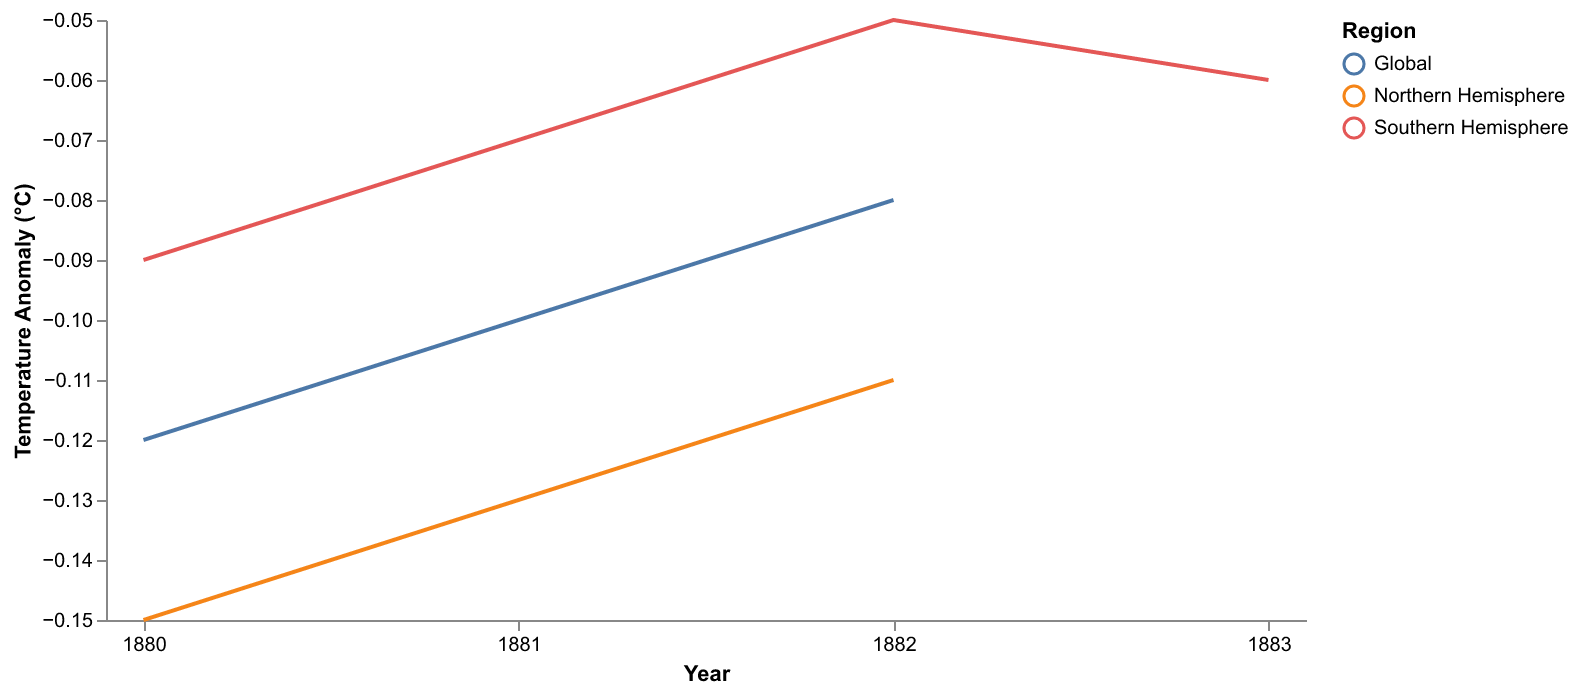 Temperature Anomaly (°C)
−0.05
−0.06
−0.07
−0.08
−0.09
−0.10
−0.11
−0.12
−0.13
−0.14
−0.15
1880
1881
1882
1883
Year
Region
Global
Northern Hemisphere
Southern Hemisphere